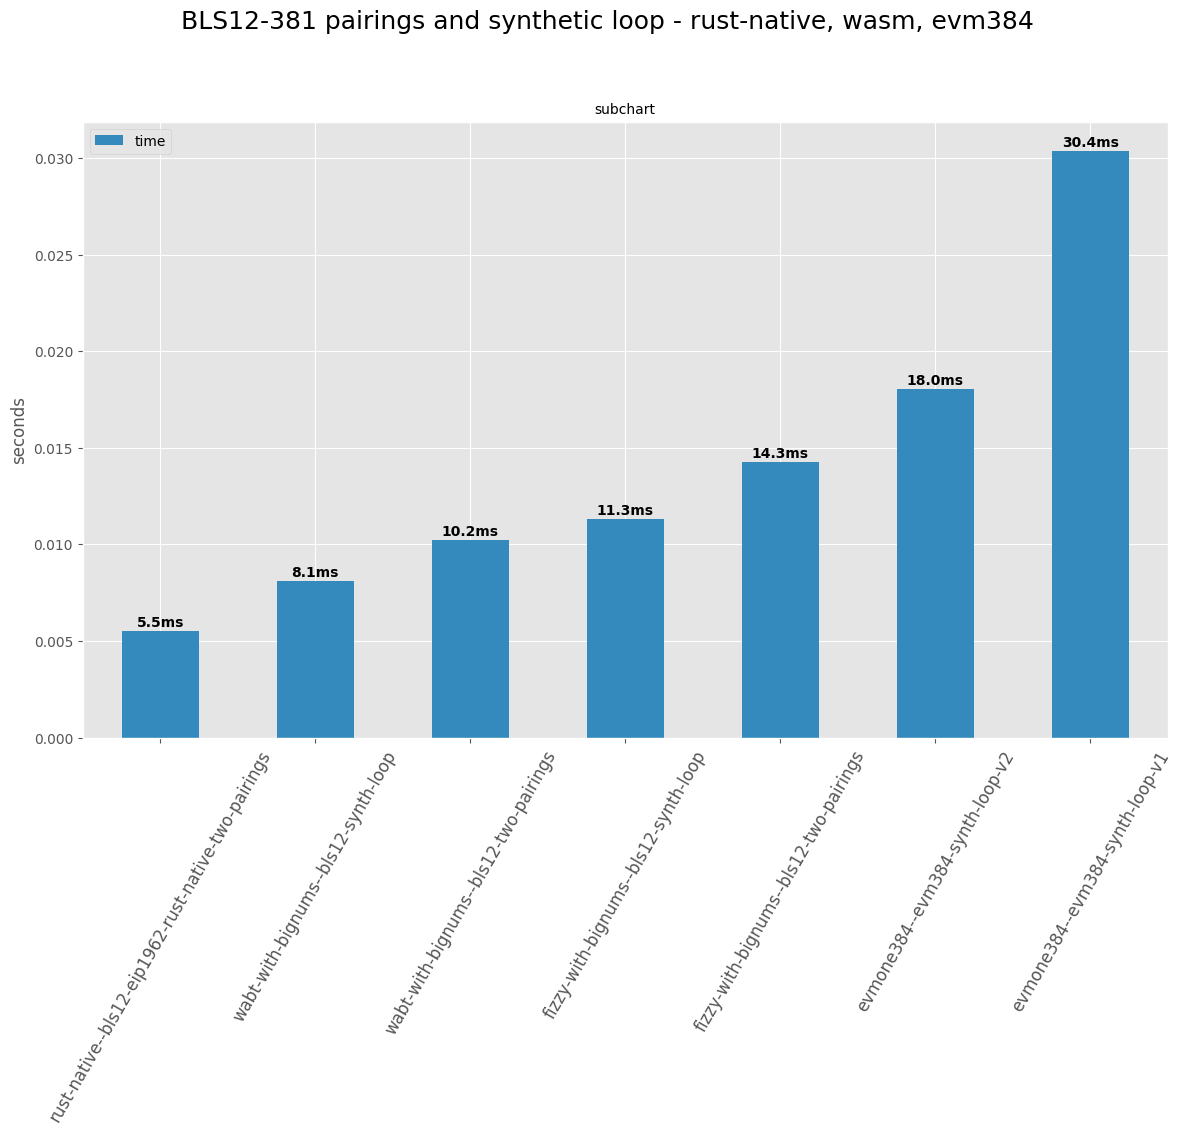 BLS12-381 pairings and synthetic loop - rust-native, wasm, evm384
subchart
time
30.4ms
18.0ms
14.3ms
11.3ms
10.2ms
8.1ms
5.5ms
0.030
0.025
0.020
0.015
0.010
0.005
0.000
seconds
rust-native--bls12-eip1962-rust-native-two-pairings
wabt-with-bignums--bls12-synth-loop
wabt-with-bignums--bls12-two-pairings
fizzy-with-bignums--bls12-synth-loop
fizzy-with-bignums--bls12-two-pairings
evmone384--evm384-synth-loop-v2
evmone384--evm384-synth-loop-v1